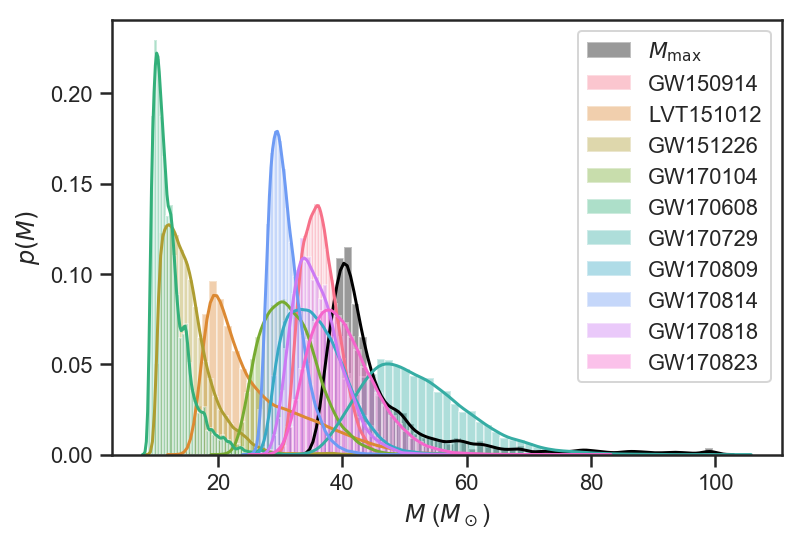 p(M)
0.20
0.15
0.10
0.05
0.00
20 40 60 80 100
M (M_⊙)
M_max
GW150914
LVT151012
GW151226
GW170104
GW170608
GW170729
GW170809
GW170814
GW170818
GW170823